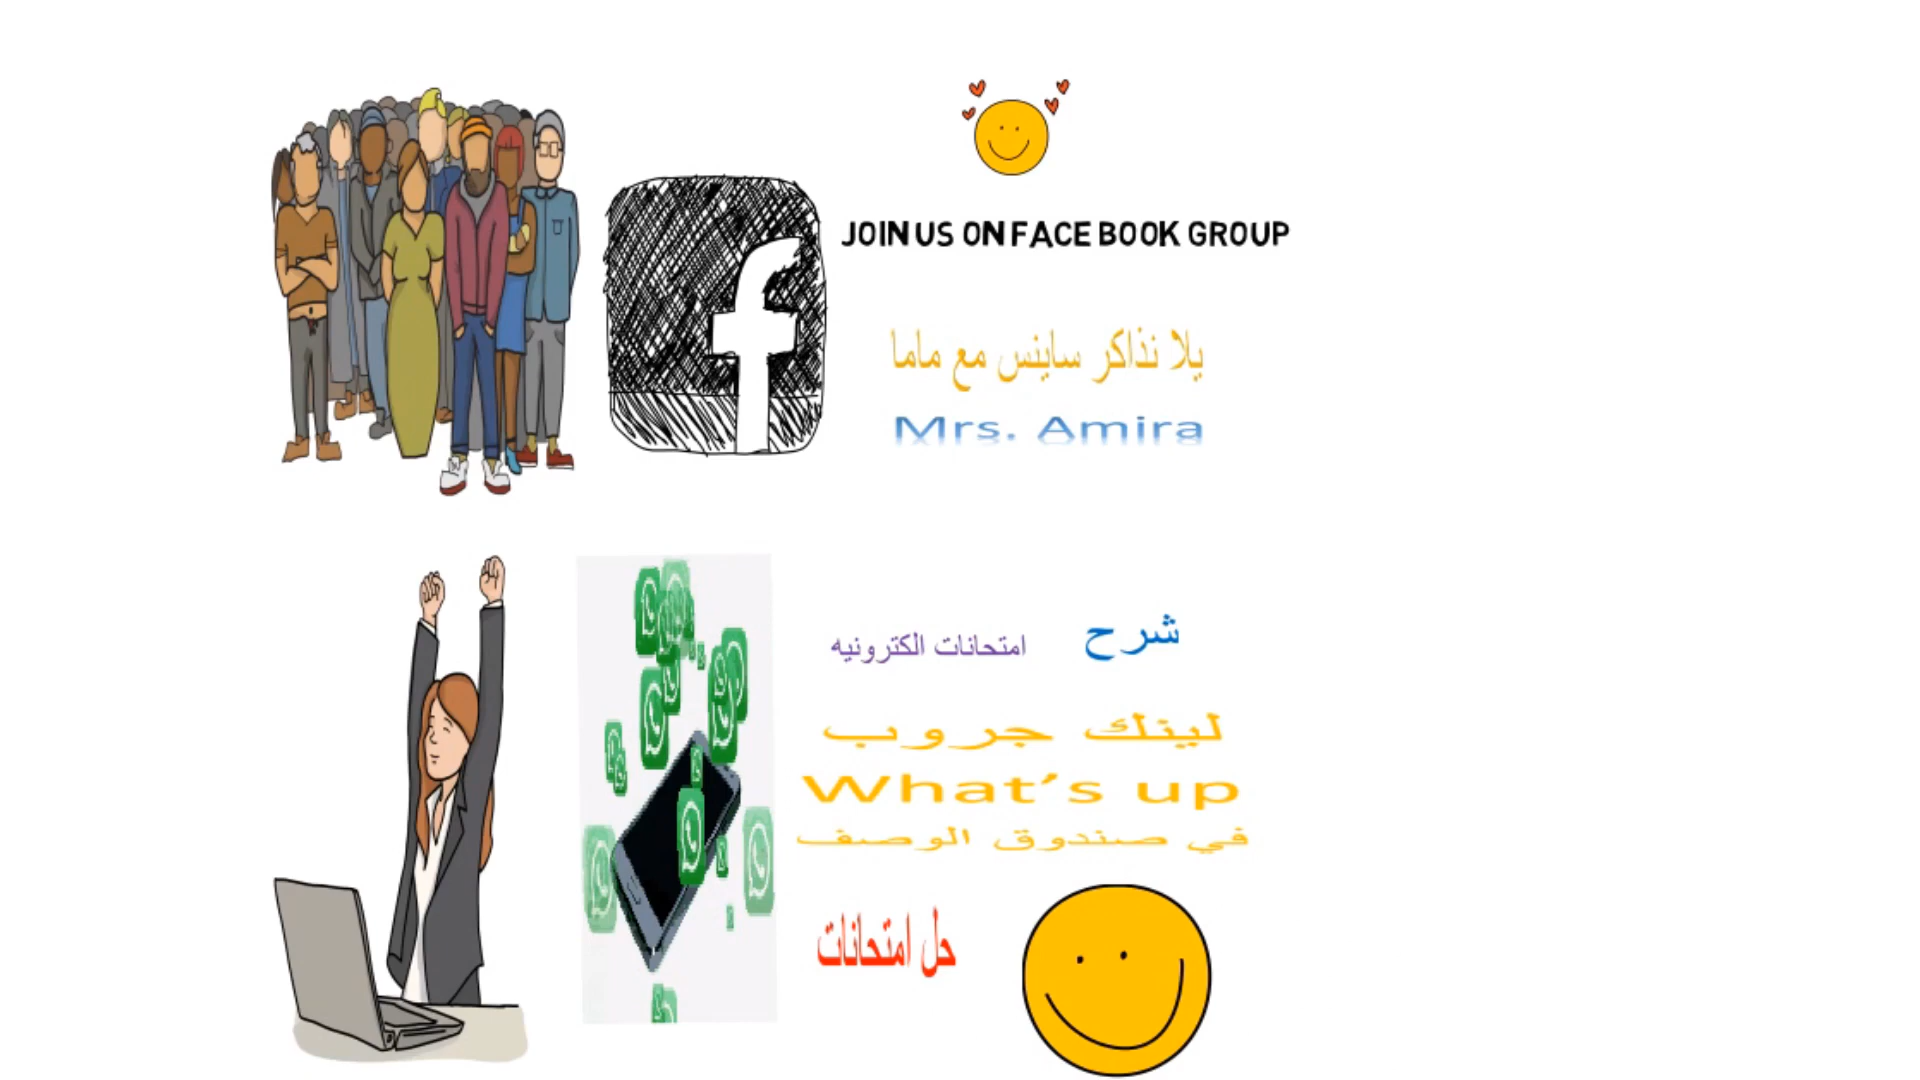 JOIN US ON FACE BOOK GROUP
يلا نذاكر ساينس مع ماما
Mrs. Amira
شرح
امتحانات الكترونيه
لينك جروب
What's up
في صندوق الوصف
حل امتحانات